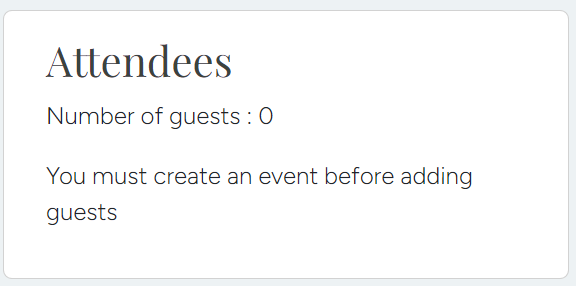 Attendees
Number of guests : 0
You must create an event before adding
guests